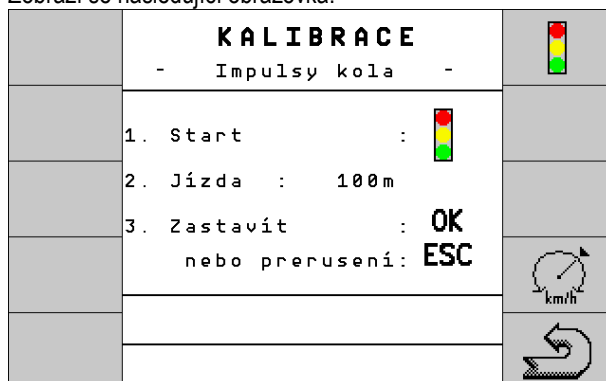 Zobrazí se následující obrazovka:
KALIBRACE
- Impulsy kola -
1. Start :
2. Jízda : 100m
3. Zastavít : OK
nebo prerusení: ESC
km/h